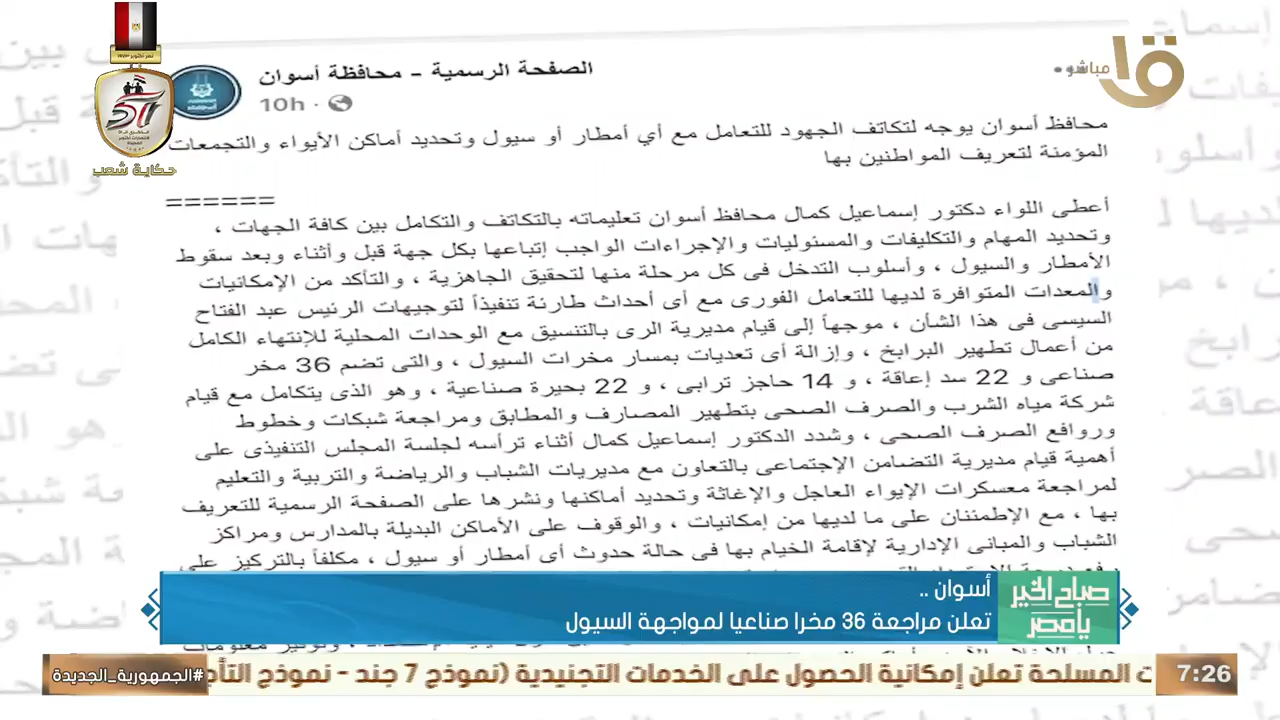 الصفحة الرسمية - محافظة أسوان
10h ·
مباشر
حكاية شعب
محافظ أسوان يوجه لتكاتف الجهود للتعامل مع أي أمطار أو سيول وتحديد أماكن الأيواء والتجمعات
المؤمنة لتعريف المواطنين بها
======
أعطى اللواء دكتور إسماعيل كمال محافظ أسوان تعليماته بالتكاتف والتكامل بين كافة الجهات ،
وتحديد المهام والتكليفات والمسئوليات والإجراءات الواجب إتباعها بكل جهة قبل وأثناء وبعد سقوط
الأمطار والسيول ، وأسلوب التدخل فى كل مرحلة منها لتحقيق الجاهزية ، والتأكد من الإمكانيات
والمعدات المتوافرة لديها للتعامل الفورى مع أى أحداث طارئة تنفيذاً لتوجيهات الرئيس عبد الفتاح
السيسى فى هذا الشأن ، موجهاً إلى قيام مديرية الرى بالتنسيق مع الوحدات المحلية للإنتهاء الكامل
من أعمال تطهير البرابخ ، وإزالة أى تعديات بمسار مخرات السيول ، والتى تضم 36 مخر
صناعى و 22 سد إعاقة ، و 14 حاجز ترابى ، و 22 بحيرة صناعية ، وهو الذى يتكامل مع قيام
شركة مياه الشرب والصرف الصحى بتطهير المصارف والمطابق ومراجعة شبكات وخطوط
وروافع الصرف الصحى ، وشدد الدكتور إسماعيل كمال أثناء ترأسه لجلسة المجلس التنفيذى على
أهمية قيام مديرية التضامن الإجتماعى بالتعاون مع مديريات الشباب والرياضة والتربية والتعليم
لمراجعة معسكرات الإيواء العاجل والإغاثة وتحديد أماكنها ونشرها على الصفحة الرسمية للتعريف
بها ، مع الإطمئنان على ما لديها من إمكانيات ، والوقوف على الأماكن البديلة بالمدارس ومراكز
الشباب والمبانى الإدارية لإقامة الخيام بها فى حالة حدوث أى أمطار أو سيول ، مكلفاً بالتركيز على
صباح الخير
يا مصر
أسوان ..
تعلن مراجعة 36 مخرا صناعيا لمواجهة السيول
7:26
ت المسلحة تعلن إمكانية الحصول على الخدمات التجنيدية (نموذج 7 جند - نموذج التأج
#الجمهورية_الجديدة